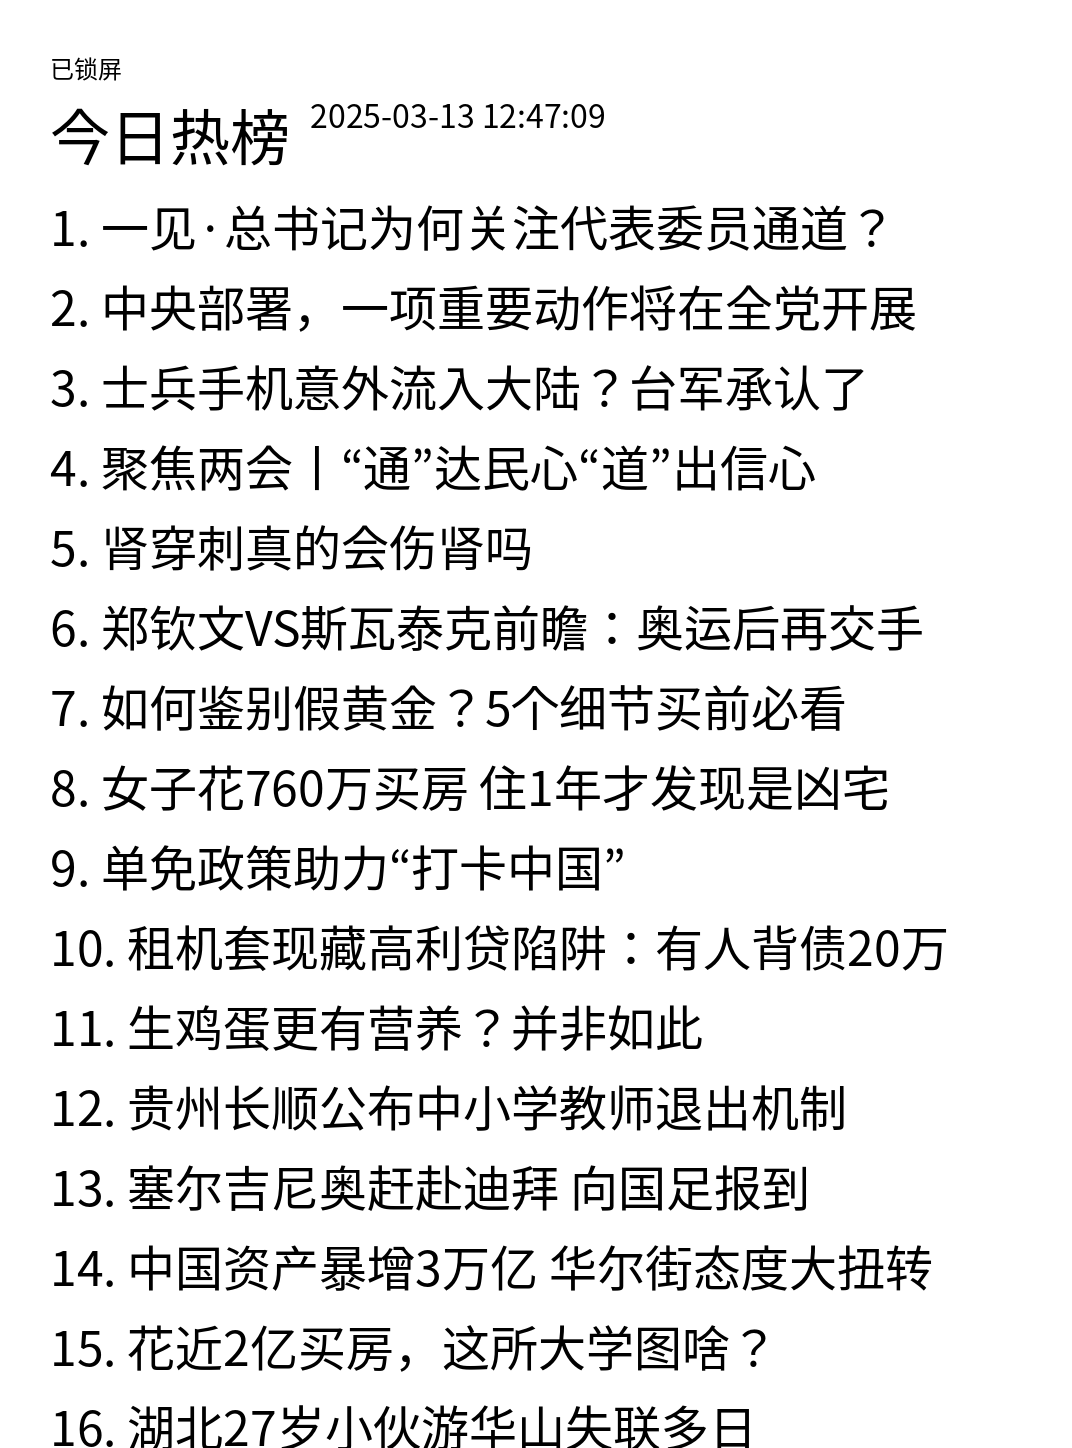 已锁屏
今日热榜 2025-03-13 12:47:09
1. 一见·总书记为何关注代表委员通道？
2. 中央部署，一项重要动作将在全党开展
3. 士兵手机意外流入大陆？台军承认了
4. 聚焦两会丨“通”达民心“道”出信心
5. 肾穿刺真的会伤肾吗
6. 郑钦文VS斯瓦泰克前瞻：奥运后再交手
7. 如何鉴别假黄金？5个细节买前必看
8. 女子花760万买房 住1年才发现是凶宅
9. 单免政策助力“打卡中国”
10. 租机套现藏高利贷陷阱：有人背债20万
11. 生鸡蛋更有营养？并非如此
12. 贵州长顺公布中小学教师退出机制
13. 塞尔吉尼奥赶赴迪拜 向国足报到
14. 中国资产暴增3万亿 华尔街态度大扭转
15. 花近2亿买房，这所大学图啥？
16. 湖北27岁小伙游华山失联多日